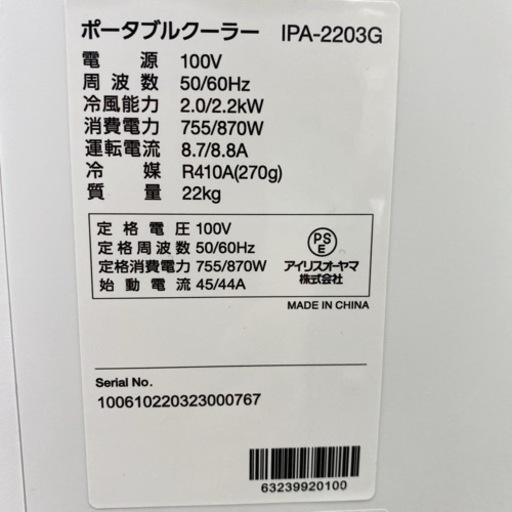 ポータブルクーラー IPA-2203G
電源 100V
周波数 50/60Hz
冷風能力 2.0/2.2kW
消費電力 755/870W
運転電流 8.7/8.8A
冷媒 R410A(270g)
質量 22kg
定格電圧 100V
定格周波数 50/60Hz
定格消費電力 755/870W
始動電流 45/44A
PSE
アイリスオーヤマ
株式会社
MADE IN CHINA
Serial No.
100610220323000767
63239920100